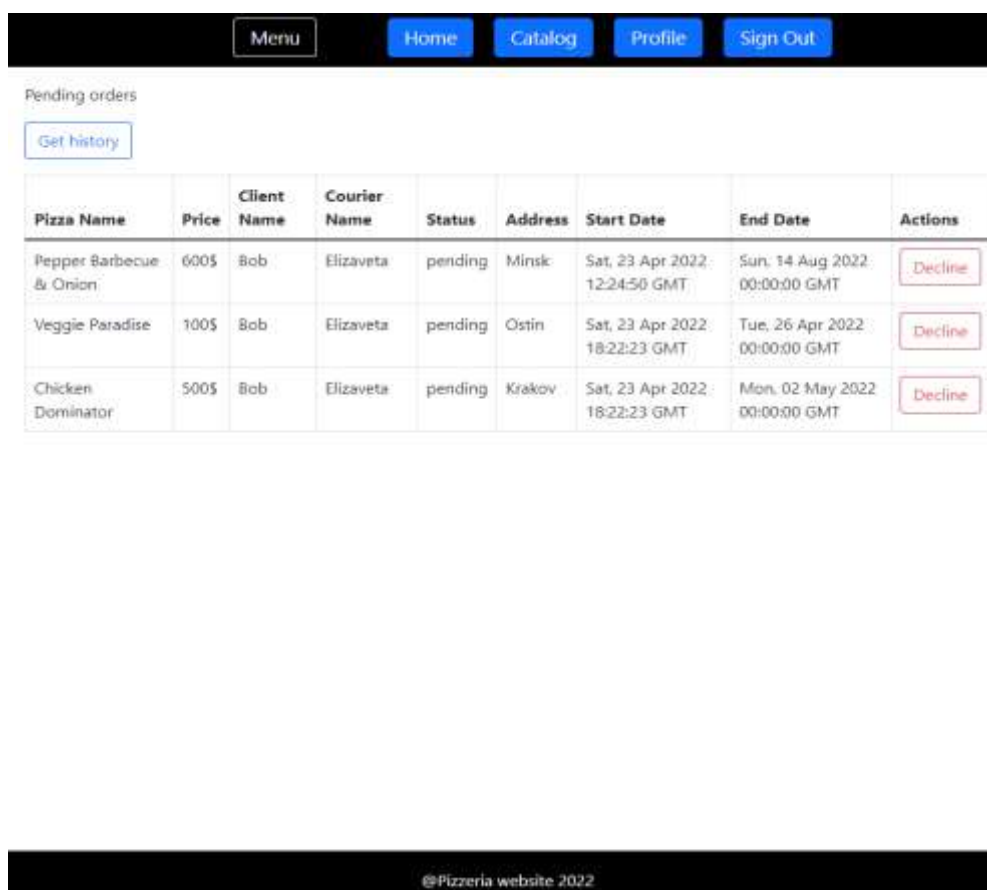 Menu Home Catalog Profile Sign Out
Pending orders
Get history
Pizza Name Price Client Name Courier Name Status Address Start Date End Date Actions
Pepper Barbecue & Onion 600$ Bob Elizaveta pending Minsk Sat, 23 Apr 2022 12:24:50 GMT Sun, 14 Aug 2022 00:00:00 GMT Decline
Veggie Paradise 100$ Bob Elizaveta pending Ostin Sat, 23 Apr 2022 18:22:23 GMT Tue, 26 Apr 2022 00:00:00 GMT Decline
Chicken Dominator 500$ Bob Elizaveta pending Krakov Sat, 23 Apr 2022 18:22:23 GMT Mon, 02 May 2022 00:00:00 GMT Decline
@Pizzeria website 2022